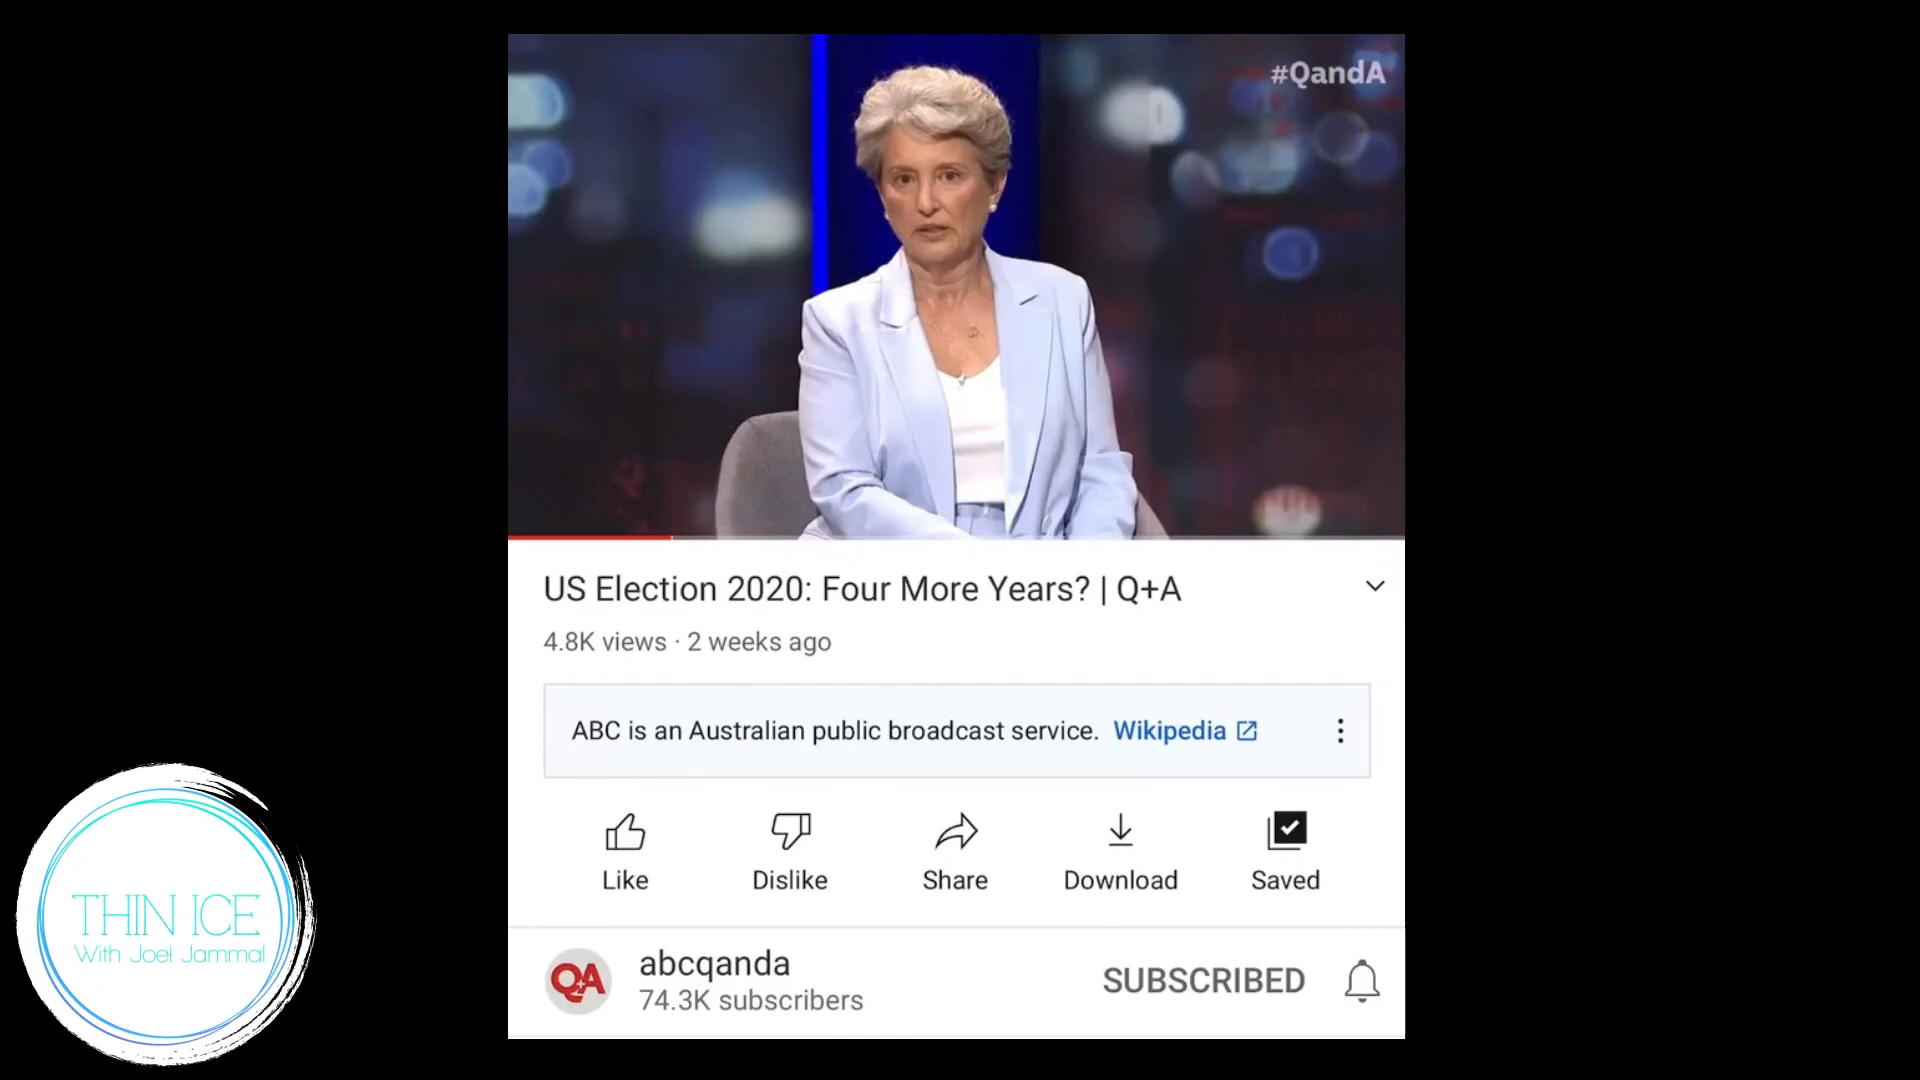 #QandA
US Election 2020: Four More Years? | Q+A
4.8K views · 2 weeks ago
ABC is an Australian public broadcast service. Wikipedia
Like Dislike Share Download Saved
Q+A
abcqanda
74.3K subscribers
SUBSCRIBED
THIN ICE
With Joel Jammal